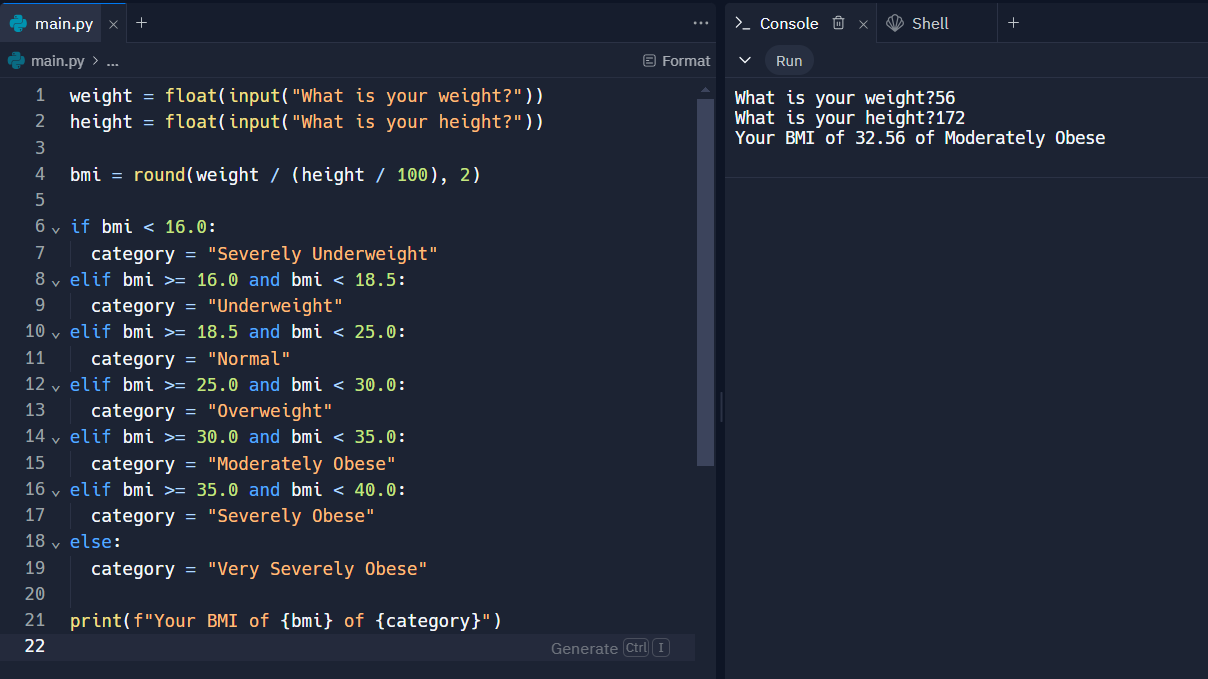 main.py × +
main.py > ...
Format
1 weight = float(input("What is your weight?"))
2 height = float(input("What is your height?"))
3
4 bmi = round(weight / (height / 100), 2)
5
6 if bmi < 16.0:
7   category = "Severely Underweight"
8 elif bmi >= 16.0 and bmi < 18.5:
9   category = "Underweight"
10 elif bmi >= 18.5 and bmi < 25.0:
11   category = "Normal"
12 elif bmi >= 25.0 and bmi < 30.0:
13   category = "Overweight"
14 elif bmi >= 30.0 and bmi < 35.0:
15   category = "Moderately Obese"
16 elif bmi >= 35.0 and bmi < 40.0:
17   category = "Severely Obese"
18 else:
19   category = "Very Severely Obese"
20
21 print(f"Your BMI of {bmi} of {category}")
22
Generate Ctrl I
Console × Shell +
Run
What is your weight?56
What is your height?172
Your BMI of 32.56 of Moderately Obese